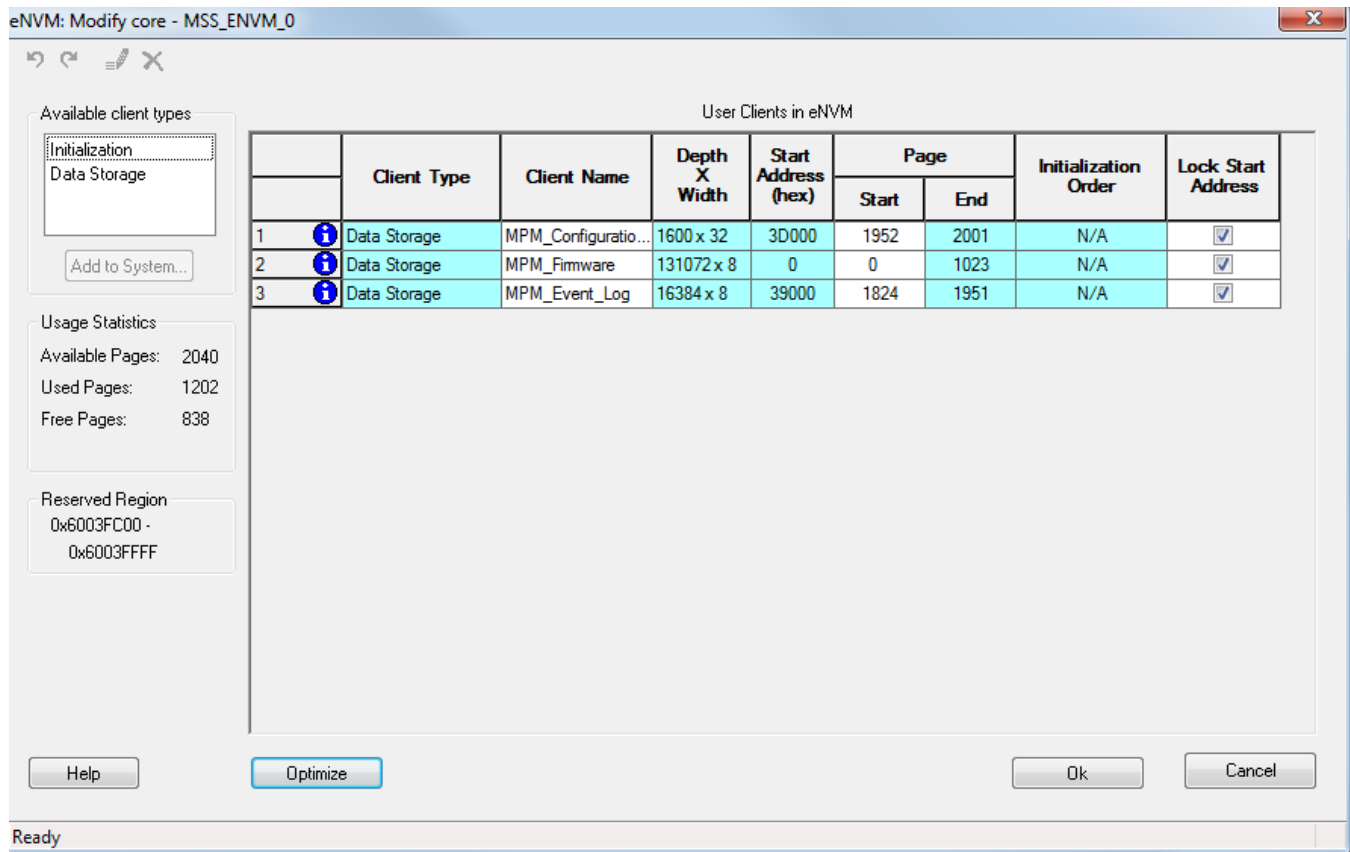 eNVM: Modify core - MSS_ENVM_0
Available client types
Initialization
Data Storage
Add to System...
Usage Statistics
Available Pages: 2040
Used Pages: 1202
Free Pages: 838
Reserved Region
0x6003FC00 -
0x6003FFFF
User Clients in eNVM
Client Type Client Name Depth X Width Start Address (hex) Page Start End Initialization Order Lock Start Address
1 Data Storage MPM_Configuratio... 1600 x 32 3D000 1952 2001 N/A
2 Data Storage MPM_Firmware 131072 x 8 0 0 1023 N/A
3 Data Storage MPM_Event_Log 16384 x 8 39000 1824 1951 N/A
Help Optimize Ok Cancel
Ready